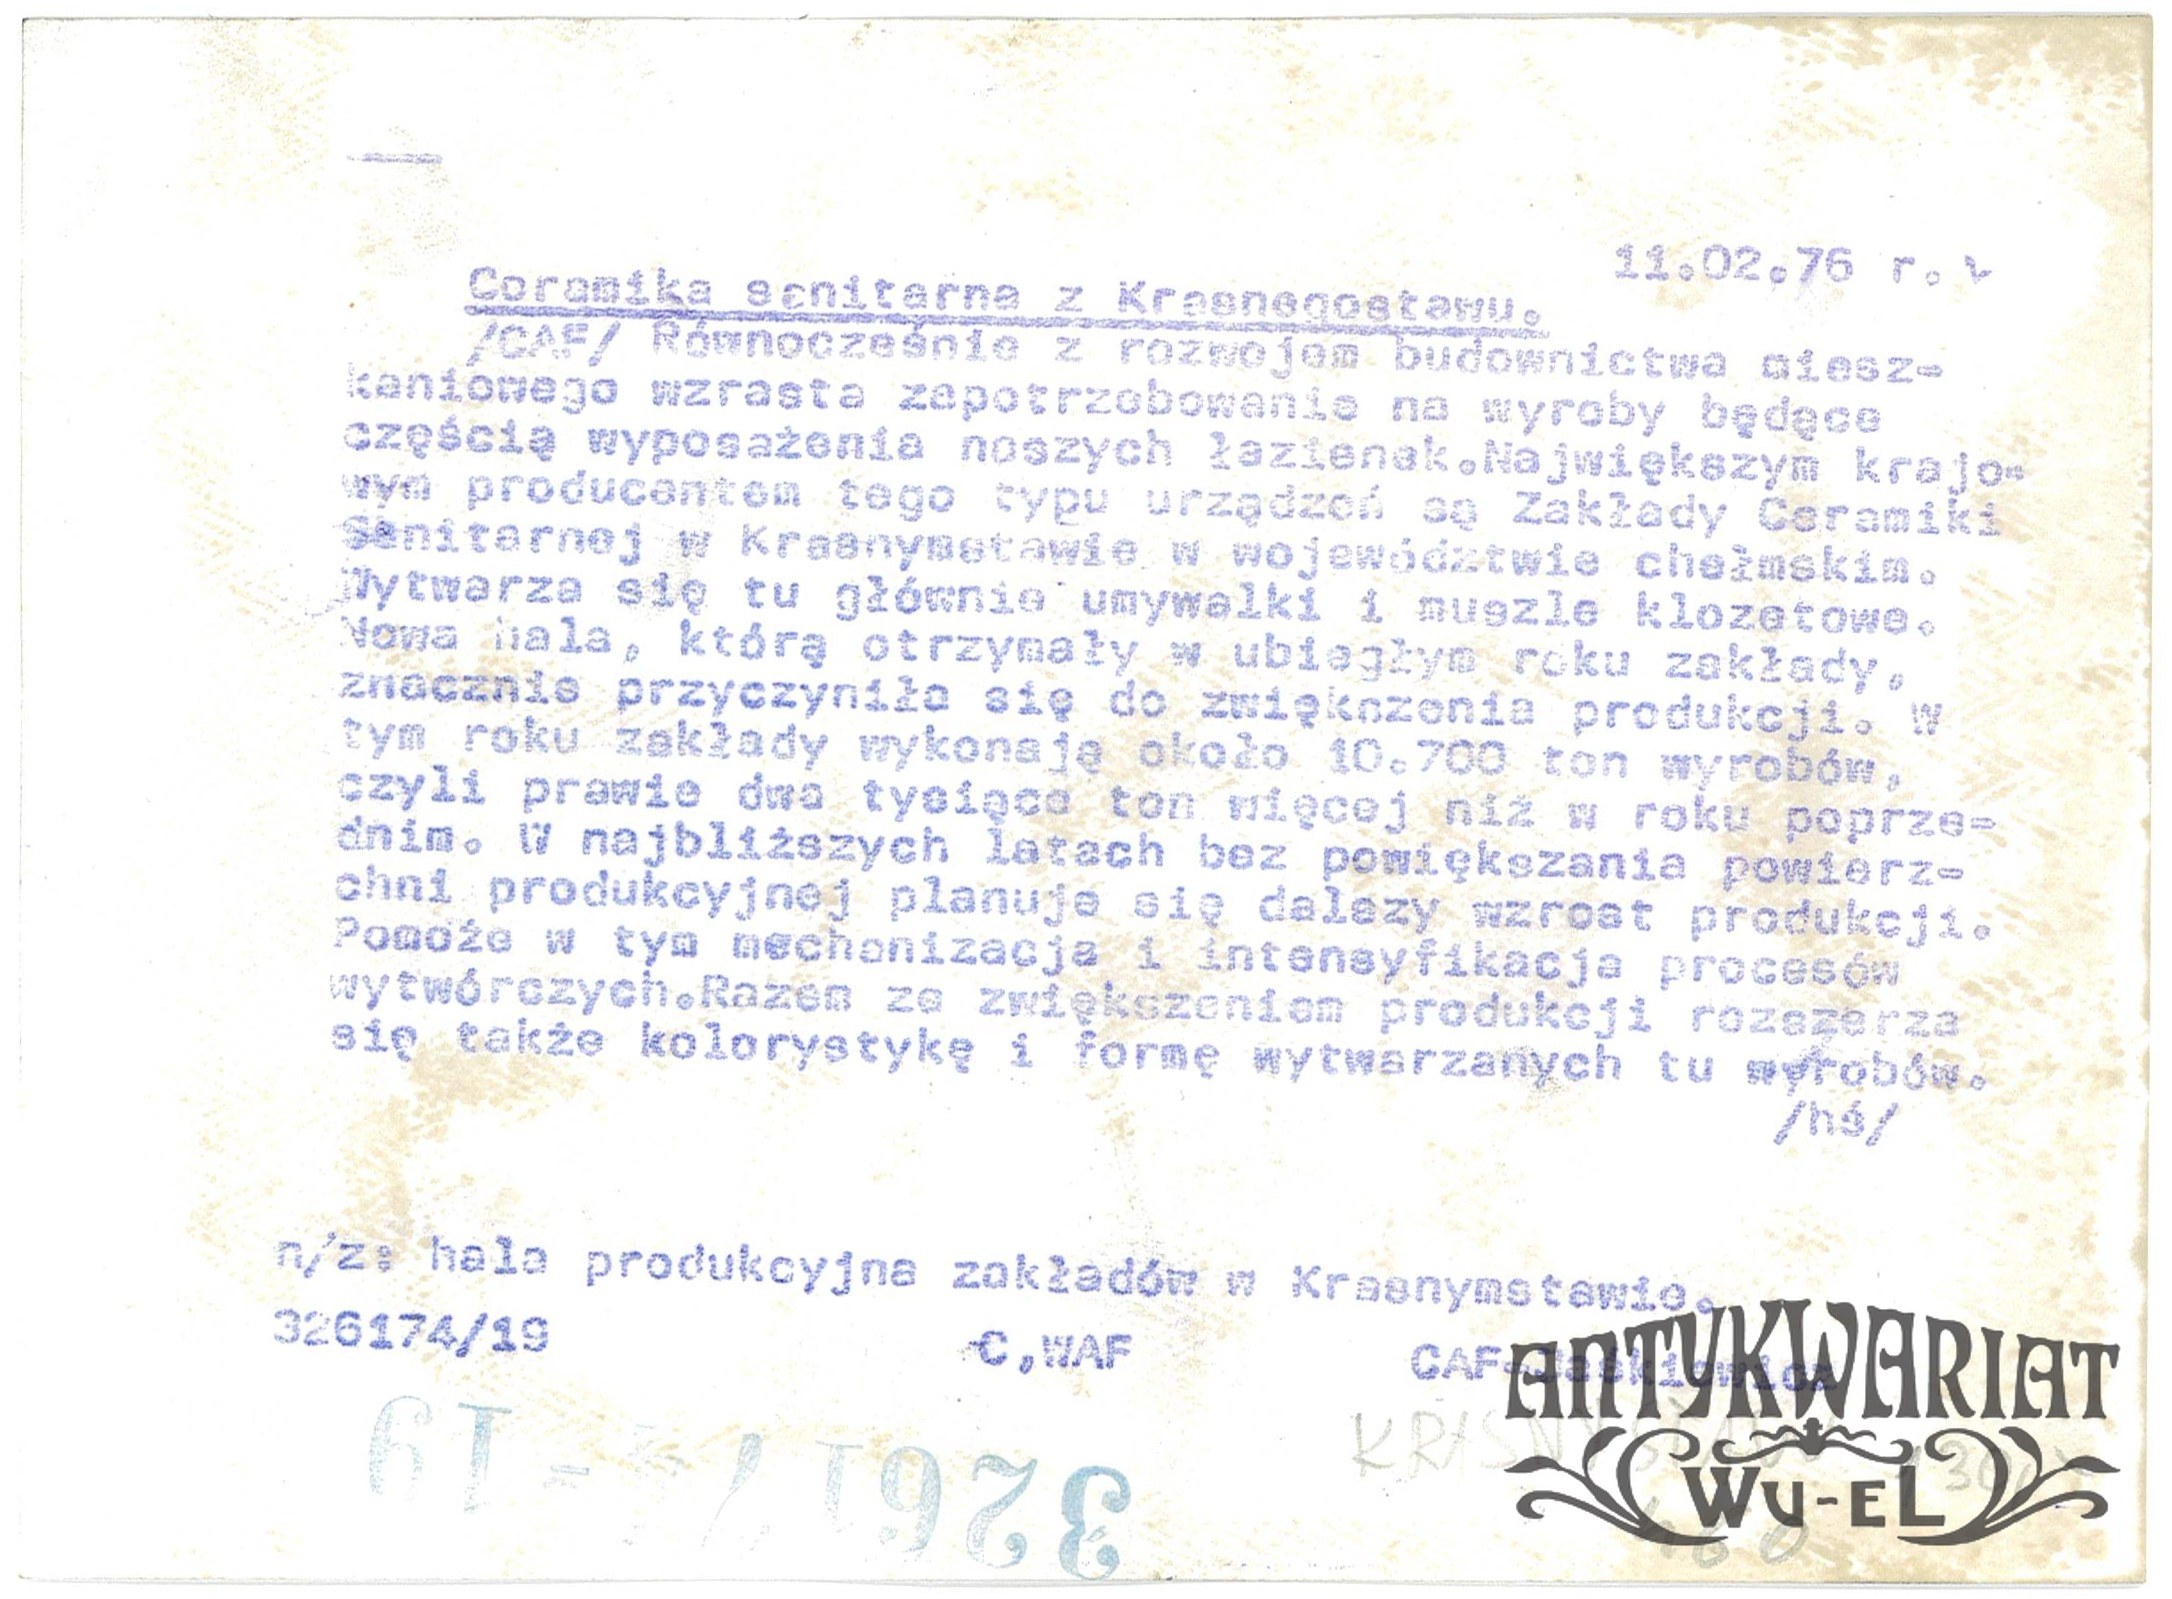 11.02.76 r.
Ceramika sanitarna z Krasnegostawu.
/CAF/ Równocześnie z rozwojem budownictwa miesz-
kaniowego wzrasta zapotrzebowanie na wyroby będące
częścią wyposażenia naszych łazienek.Największym krajo-
wym producentem tego typu urządzeń są Zakłady Ceramiki
Sanitarnej w Krasnymstawie w województwie chełmskim.
Wytwarza się tu głównie umywalki i muszle klozetowe.
Nowa hala, którą otrzymały w ubiegłym roku zakłady,
znacznie przyczyniła się do zwiększenia produkcji. W
tym roku zakłady wykonają około 10.700 ton wyrobów,
czyli prawie dwa tysiące ton więcej niż w roku poprze-
dnim. W najbliższych latach bez powiększania powierz-
chni produkcyjnej planuje się dalszy wzrost produkcji.
Pomoże w tym mechanizacja i intensyfikacja procesów
wytwórczych.Razem ze zwiększeniem produkcji rozszerza
się także kolorystykę i formę wytwarzanych tu wyrobów.
/hś/
n/z: hala produkcyjna zakładów w Krasnymstawie.
326174/19
C,WAF
CAF-
ANTYKWARIAT
WU-EL